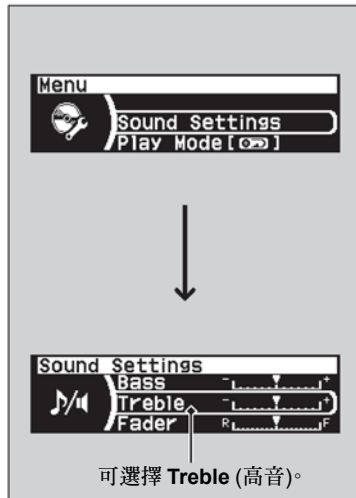 Menu
Sound Settings
Play Mode[ ]
Sound Settings
Bass - +
Treble - +
Fader R F
可選擇 Treble (高音)。